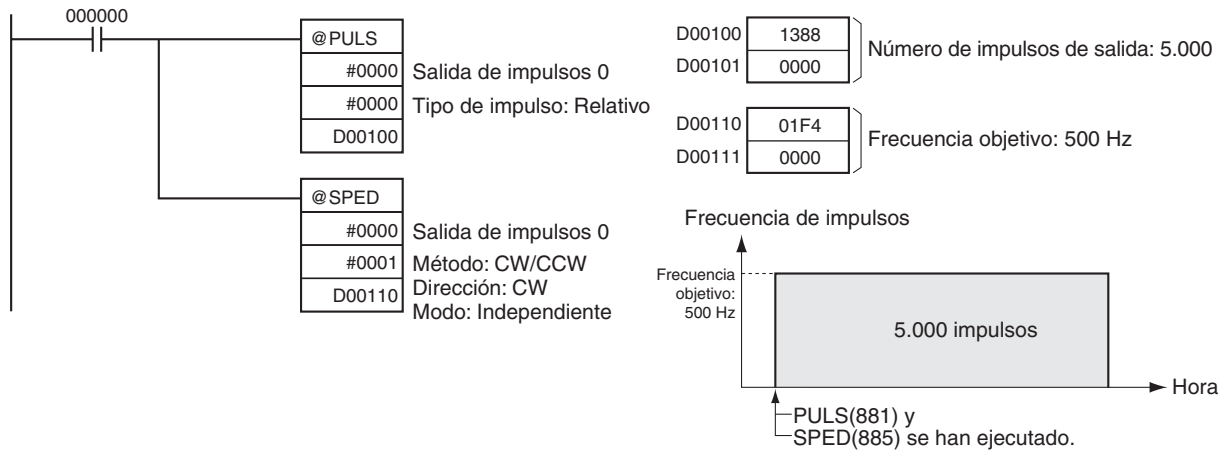 000000
@PULS
#0000 Salida de impulsos 0
#0000 Tipo de impulso: Relativo
D00100
@SPED
#0000 Salida de impulsos 0
#0001 Método: CW/CCW
Dirección: CW
D00110
Modo: Independiente
D00100 1388
D00101 0000
Número de impulsos de salida: 5.000
D00110 01F4
D00111 0000
Frecuencia objetivo: 500 Hz
Frecuencia de impulsos
Frecuencia
objetivo:
500 Hz
5.000 impulsos
Hora
PULS(881) y
SPED(885) se han ejecutado.